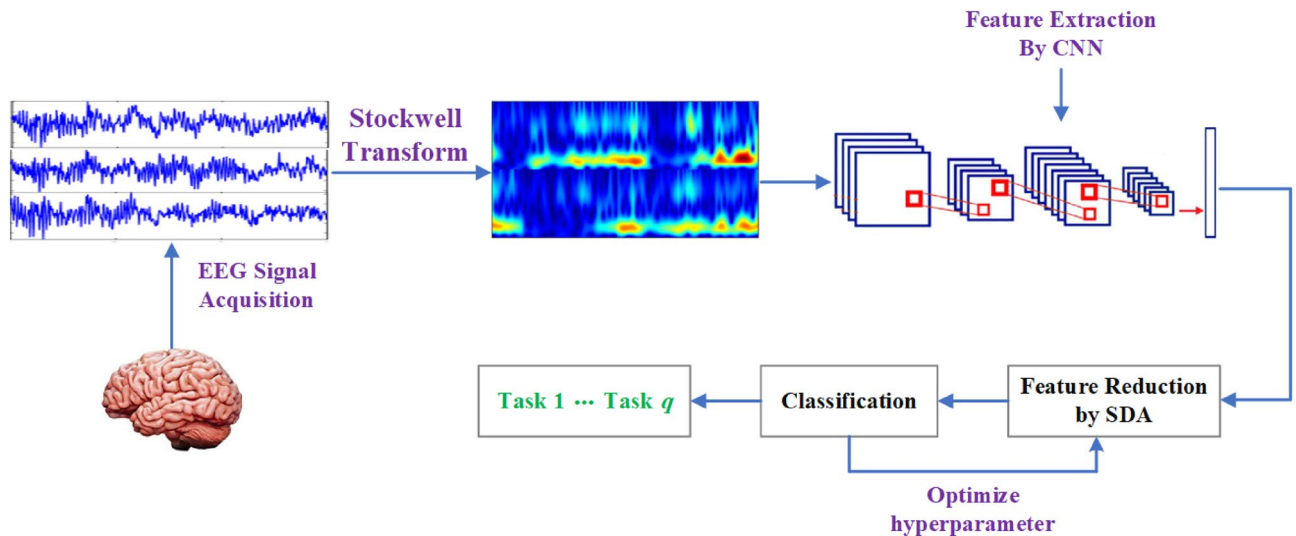 Feature Extraction
By CNN
Stockwell
Transform
EEG Signal
Acquisition
Task 1 ··· Task q
Classification
Feature Reduction
by SDA
Optimize
hyperparameter